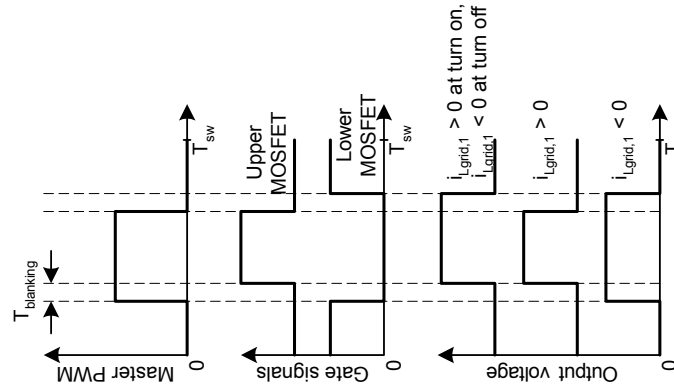 T_blanking
Master PWM
0
T_sw
Upper
MOSFET
Lower
MOSFET
Gate signals
0
T_sw
i_Lgrid,1 > 0 at turn on,
i_Lgrid,1 < 0 at turn off
i_Lgrid,1 > 0
i_Lgrid,1 < 0
Output voltage
0